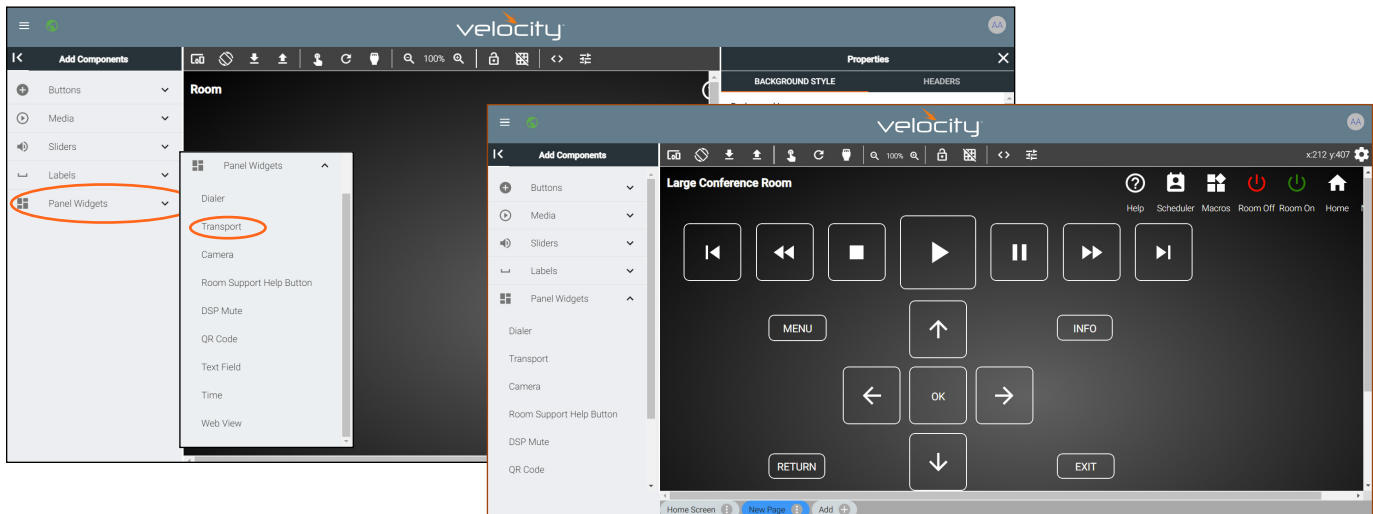 velocity
AA
Add Components
100%
Properties
Buttons
Room
BACKGROUND STYLE
HEADERS
Media
Sliders
Labels
Panel Widgets
Panel Widgets
Dialer
Transport
Camera
Room Support Help Button
DSP Mute
QR Code
Text Field
Time
Web View
velocity
AA
Add Components
100%
x:212 y:407
Buttons
Large Conference Room
Help
Scheduler
Macros
Room Off
Room On
Home
Media
Sliders
Labels
Panel Widgets
Dialer
Transport
Camera
Room Support Help Button
DSP Mute
QR Code
MENU
INFO
OK
RETURN
EXIT
Home Screen
New Page
Add